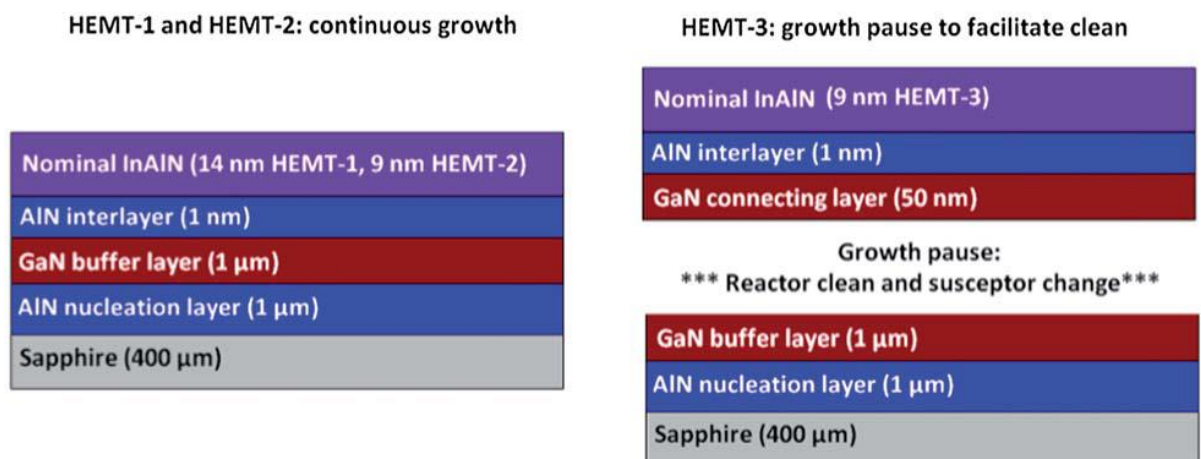 HEMT-1 and HEMT-2: continuous growth
Nominal InAlN (14 nm HEMT-1, 9 nm HEMT-2)
AlN interlayer (1 nm)
GaN buffer layer (1 μm)
AlN nucleation layer (1 μm)
Sapphire (400 μm)
HEMT-3: growth pause to facilitate clean
Nominal InAlN (9 nm HEMT-3)
AlN interlayer (1 nm)
GaN connecting layer (50 nm)
Growth pause:
*** Reactor clean and susceptor change***
GaN buffer layer (1 μm)
AlN nucleation layer (1 μm)
Sapphire (400 μm)